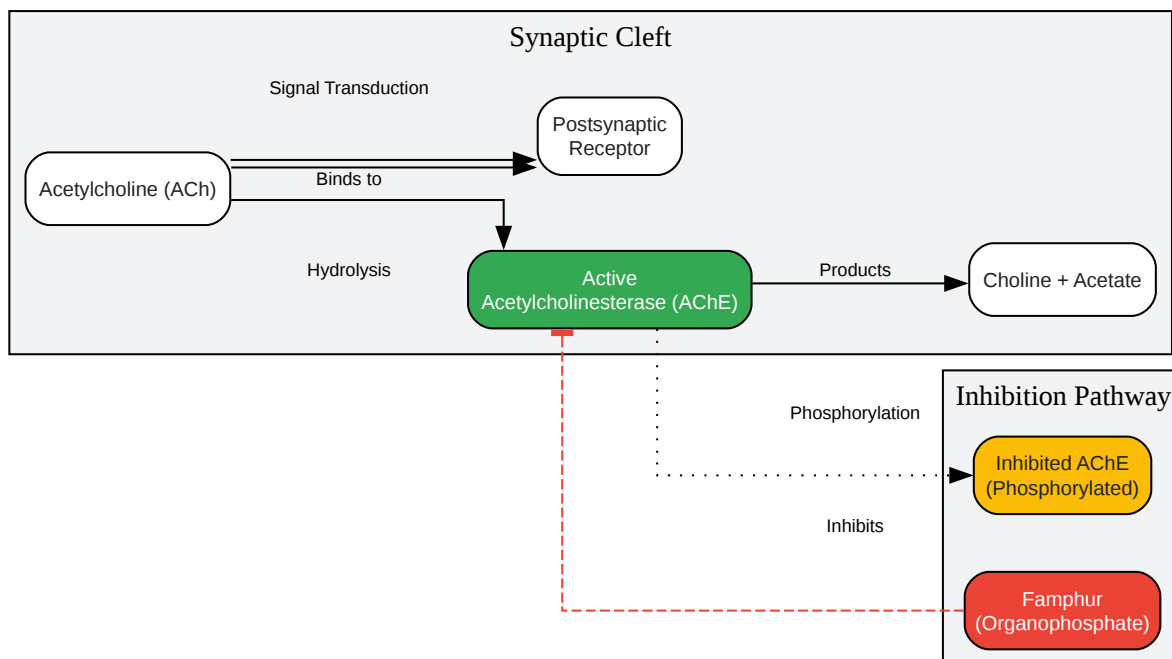 Synaptic Cleft
Signal Transduction
Postsynaptic
Receptor
Acetylcholine (ACh)
Binds to
Hydrolysis
Active
Acetylcholinesterase (AChE)
Products
Choline + Acetate
Inhibition Pathway
Phosphorylation
Inhibited AChE
(Phosphorylated)
Inhibits
Famphur
(Organophosphate)